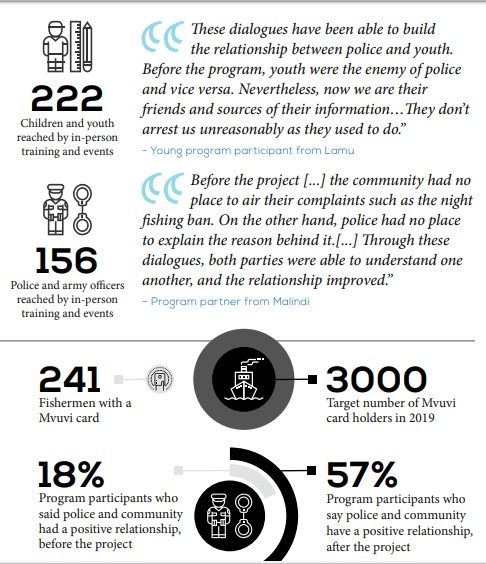 222
Children and youth
reached by in-person
training and events
These dialogues have been able to build
the relationship between police and youth.
Before the program, youth were the enemy of police
and vice versa. Nevertheless, now we are their
friends and sources of their information…They don’t
arrest us unreasonably as they used to do.”
- Young program participant from Lamu
156
Police and army officers
reached by in-person
training and events
Before the project [...] the community had no
place to air their complaints such as the night
fishing ban. On the other hand, police had no place
to explain the reason behind it.[...] Through these
dialogues, both parties were able to understand one
another, and the relationship improved.”
– Program partner from Malindi
241
Fishermen with a
Mvuvi card
3000
Target number of Mvuvi
card holders in 2019
18%
Program participants who
said police and community
had a positive relationship,
before the project
57%
Program participants who
say police and community
have a positive relationship,
after the project